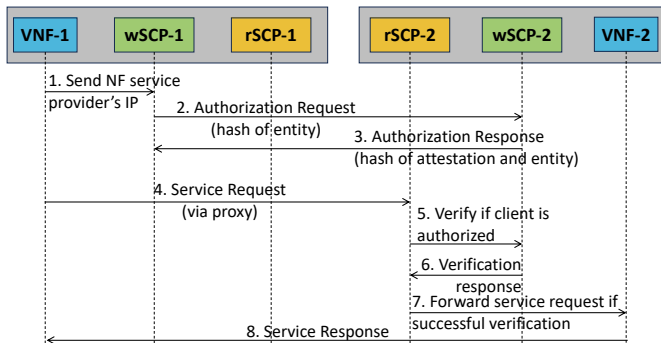 VNF-1 wSCP-1 rSCP-1 rSCP-2 wSCP-2 VNF-2
1. Send NF service
provider's IP
2. Authorization Request
(hash of entity)
3. Authorization Response
(hash of attestation and entity)
4. Service Request
(via proxy)
5. Verify if client is
authorized
6. Verification
response
7. Forward service request if
successful verification
8. Service Response